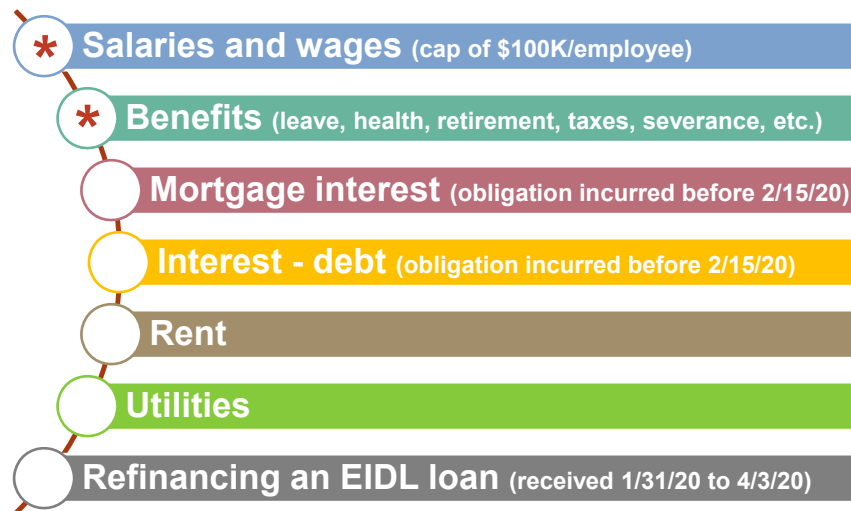 * Salaries and wages (cap of $100K/employee)
* Benefits (leave, health, retirement, taxes, severance, etc.)
Mortgage interest (obligation incurred before 2/15/20)
Interest - debt (obligation incurred before 2/15/20)
Rent
Utilities
Refinancing an EIDL loan (received 1/31/20 to 4/3/20)